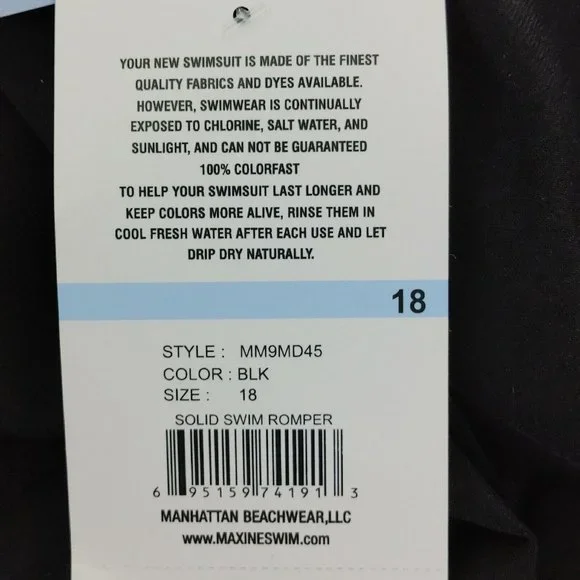 YOUR NEW SWIMSUIT IS MADE OF THE FINEST
QUALITY FABRICS AND DYES AVAILABLE.
HOWEVER, SWIMWEAR IS CONTINUALLY
EXPOSED TO CHLORINE, SALT WATER, AND
SUNLIGHT, AND CAN NOT BE GUARANTEED
100% COLORFAST
TO HELP YOUR SWIMSUIT LAST LONGER AND
KEEP COLORS MORE ALIVE, RINSE THEM IN
COOL FRESH WATER AFTER EACH USE AND LET
DRIP DRY NATURALLY.
18
STYLE : MM9MD45
COLOR : BLK
SIZE : 18
SOLID SWIM ROMPER
6 95159 74191 3
MANHATTAN BEACHWEAR,LLC
www.MAXINESWIM.com